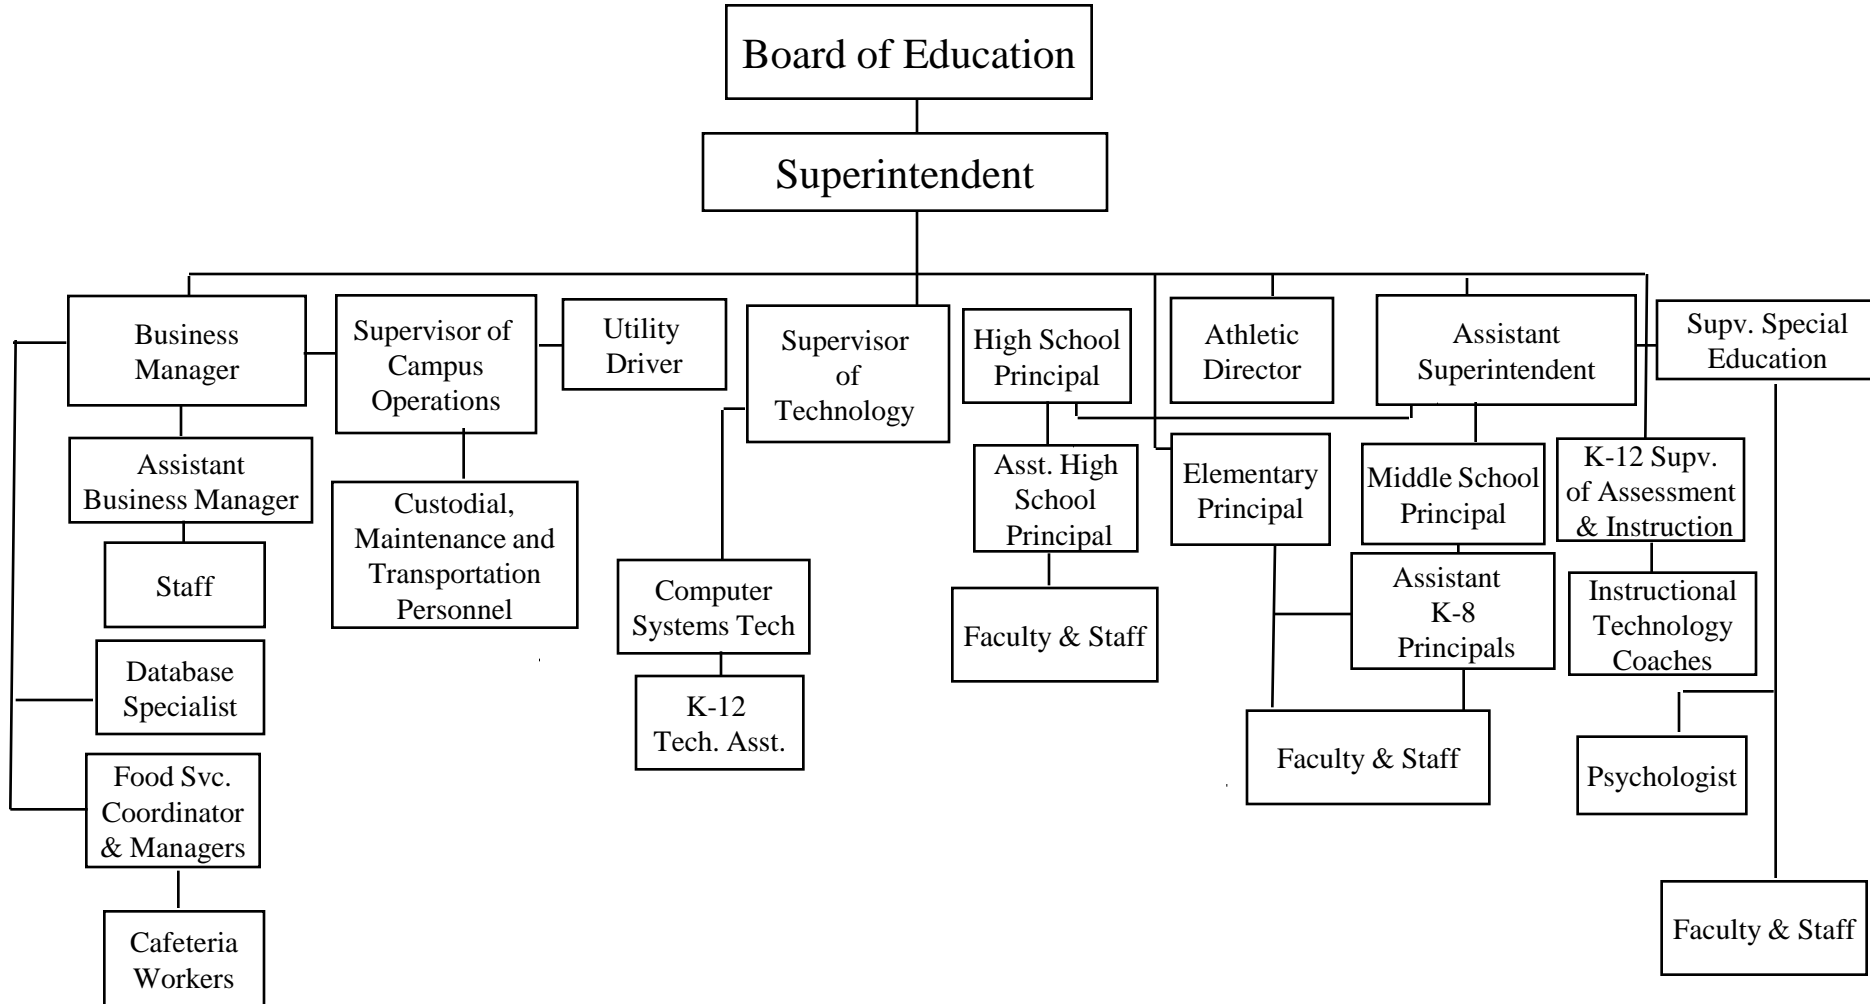 Board of Education
Superintendent
Business
Manager
Supervisor of
Campus
Operations
Utility
Driver
Supervisor
of
Technology
High School
Principal
Athletic
Director
Assistant
Superintendent
Supv. Special
Education
Assistant
Business Manager
Custodial,
Maintenance and
Transportation
Personnel
Asst. High
School
Principal
Elementary
Principal
Middle School
Principal
K-12 Supv.
of Assessment
& Instruction
Staff
Computer
Systems Tech
Faculty & Staff
Assistant
K-8
Principals
Instructional
Technology
Coaches
Database
Specialist
K-12
Tech. Asst.
Faculty & Staff
Psychologist
Food Svc.
Coordinator
& Managers
Cafeteria
Workers
Faculty & Staff